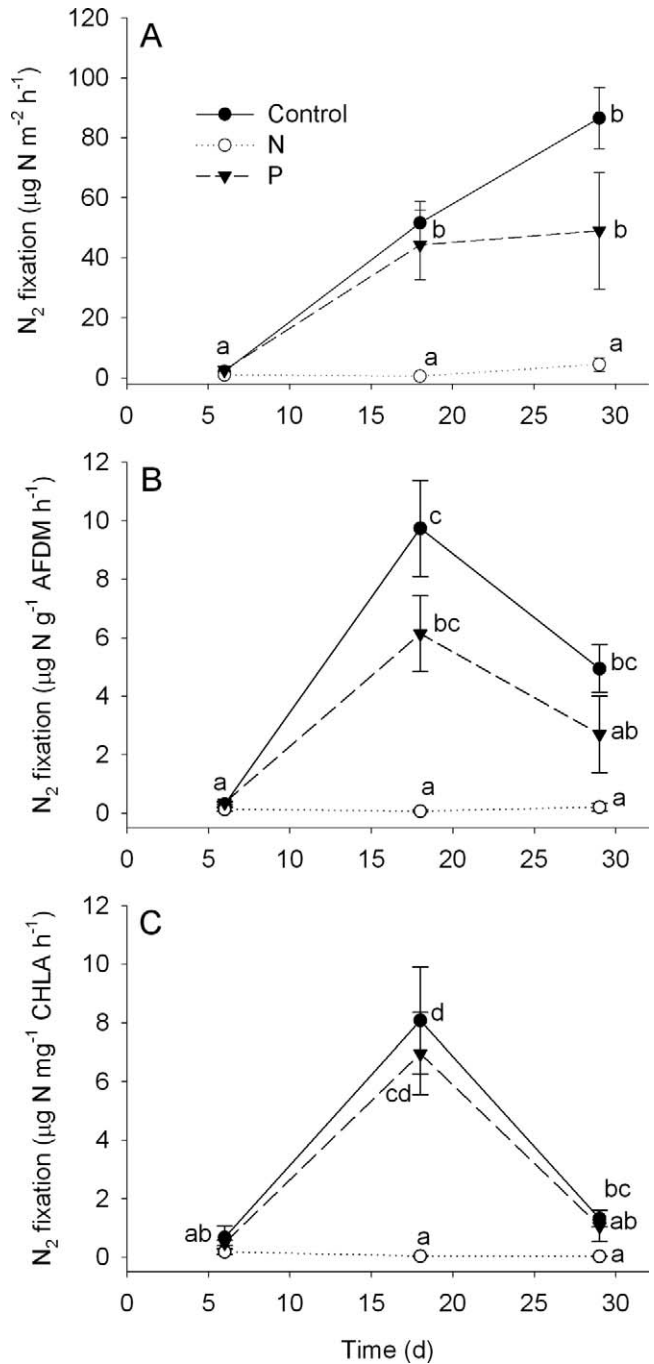 A
120
100
80
60
40
20
0
N₂ fixation (µg N m⁻² h⁻¹)
Control
N
P
a
b
a
b
b
a
0 5 10 15 20 25 30
B
12
10
8
6
4
2
0
N₂ fixation (µg N g⁻¹ AFDM h⁻¹)
a
c
bc
a
bc
ab
a
0 5 10 15 20 25 30
C
12
10
8
6
4
2
0
N₂ fixation (µg N mg⁻¹ CHLA h⁻¹)
ab
d
cd
a
bc
ab
a
0 5 10 15 20 25 30
Time (d)